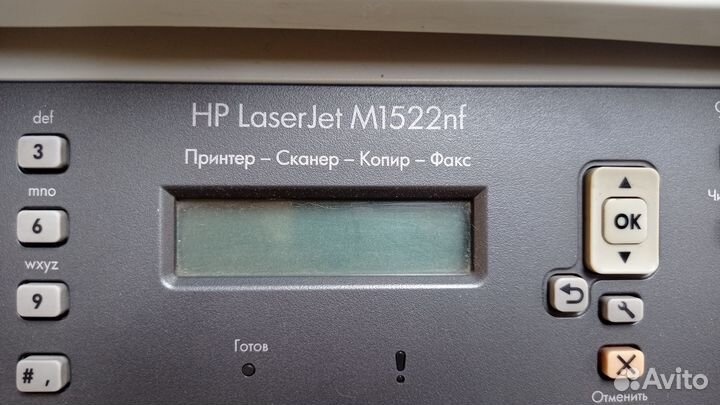 HP LaserJet M1522nf
Принтер – Сканер – Копир – Факс
def
3
mno
6
wxyz
9
# ,
OK
Готов
!
Отменить
Avito